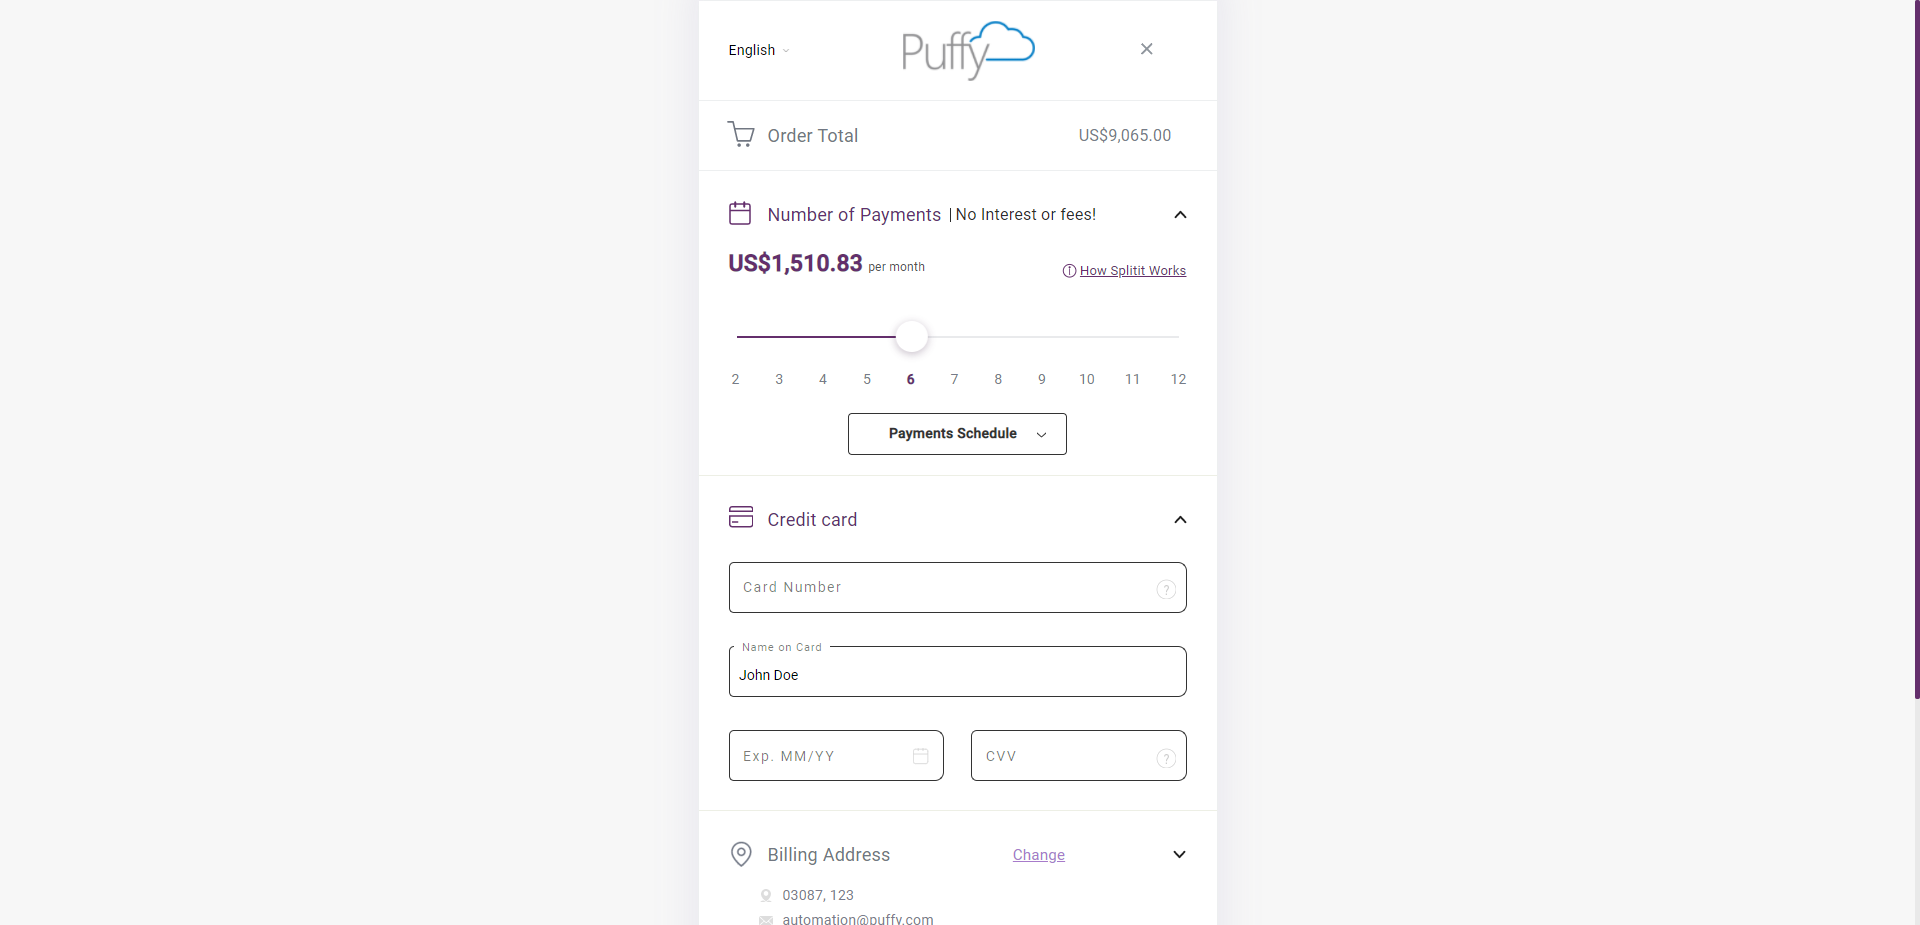 English
Puffy
Order Total US$9,065.00
Number of Payments | No Interest or fees!
US$1,510.83 per month
How Splitit Works
2 3 4 5 6 7 8 9 10 11 12
Payments Schedule
Credit card
Card Number
?
Name on Card
John Doe
Exp. MM/YY
CVV
?
Billing Address
Change
03087, 123
automation@puffy.com